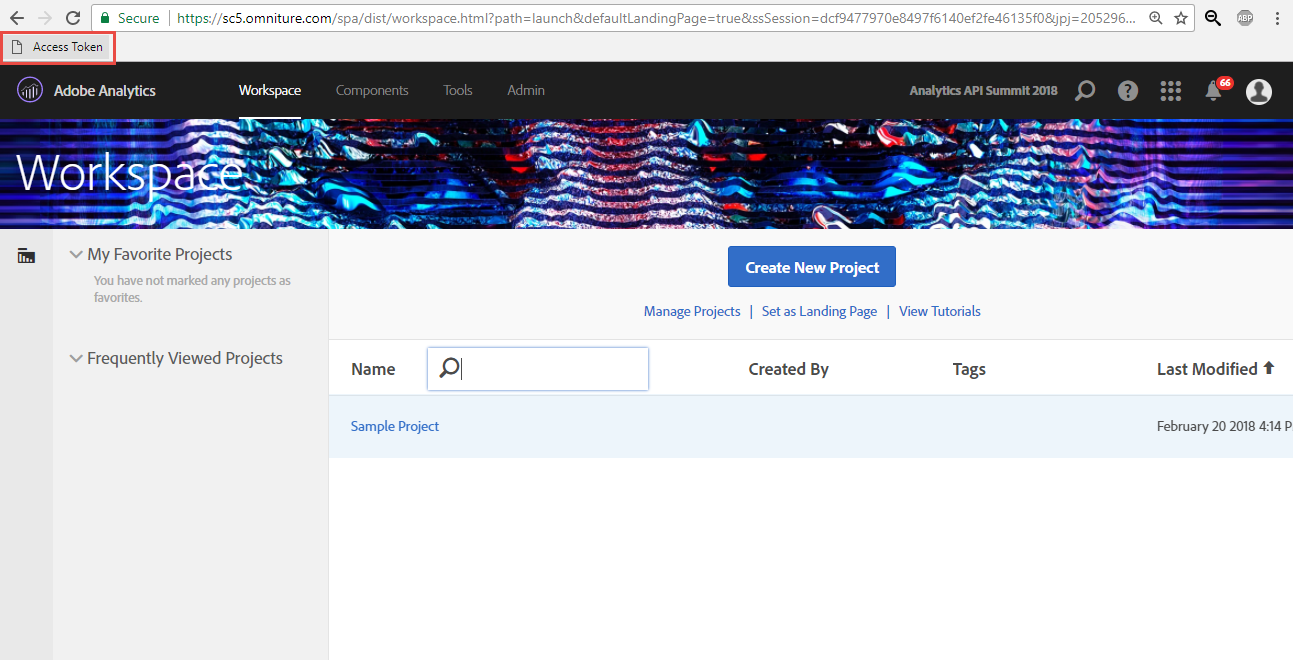 Secure https://sc5.omniture.com/spa/dist/workspace.html?path=launch&defaultLandingPage=true&ssSession=dcf9477970e8497f6140ef2fe46135f0&jpj=205296...
ABP
Access Token
Adobe Analytics Workspace Components Tools Admin Analytics API Summit 2018 ? 66
Workspace
My Favorite Projects
You have not marked any projects as
favorites.
Create New Project
Manage Projects | Set as Landing Page | View Tutorials
Frequently Viewed Projects
Name Created By Tags Last Modified
Sample Project February 20 2018 4:14 P